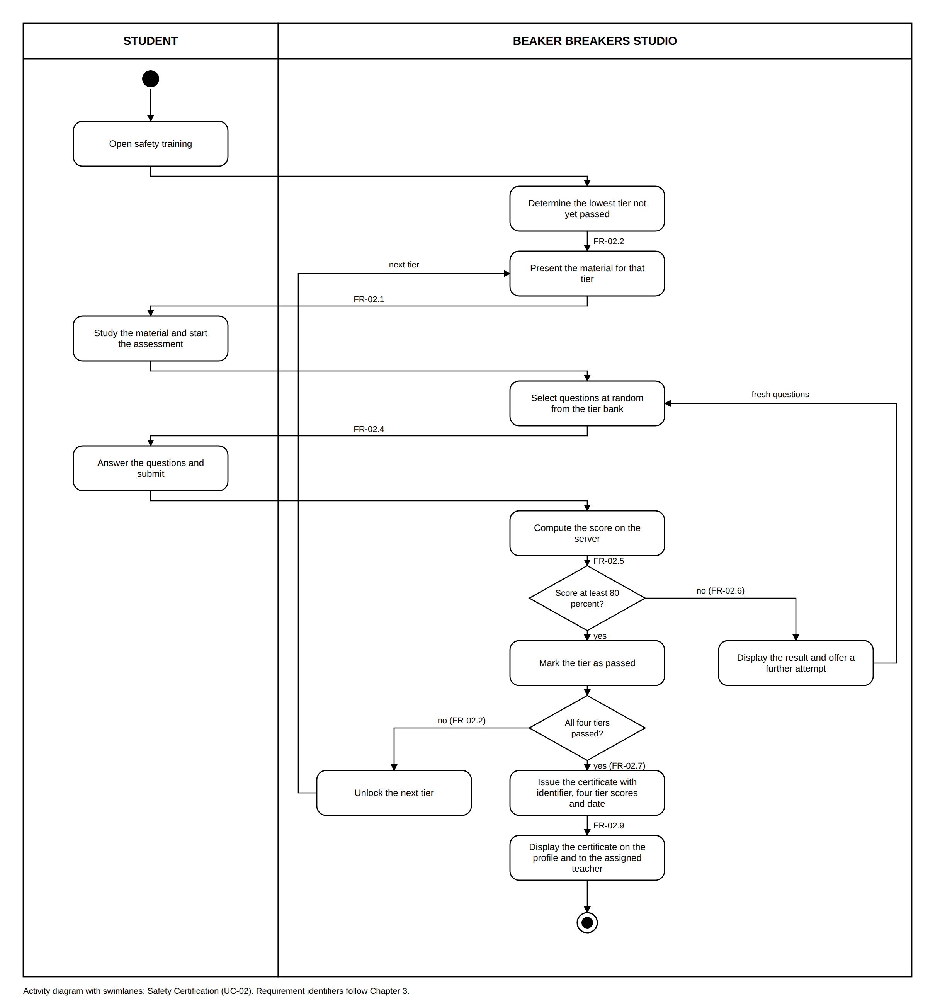 STUDENT
BEAKER BREAKERS STUDIO
Open safety training
Determine the lowest tier not
yet passed
FR-02.2
next tier
Present the material for that
tier
FR-02.1
Study the material and start
the assessment
fresh questions
Select questions at random
from the tier bank
FR-02.4
Answer the questions and
submit
Compute the score on the
server
FR-02.5
Score at least 80
percent?
no (FR-02.6)
yes
Mark the tier as passed
Display the result and offer a
further attempt
no (FR-02.2)
All four tiers
passed?
yes (FR-02.7)
Unlock the next tier
Issue the certificate with
identifier, four tier scores
and date
FR-02.9
Display the certificate on the
profile and to the assigned
teacher
Activity diagram with swimlanes: Safety Certification (UC-02). Requirement identifiers follow Chapter 3.